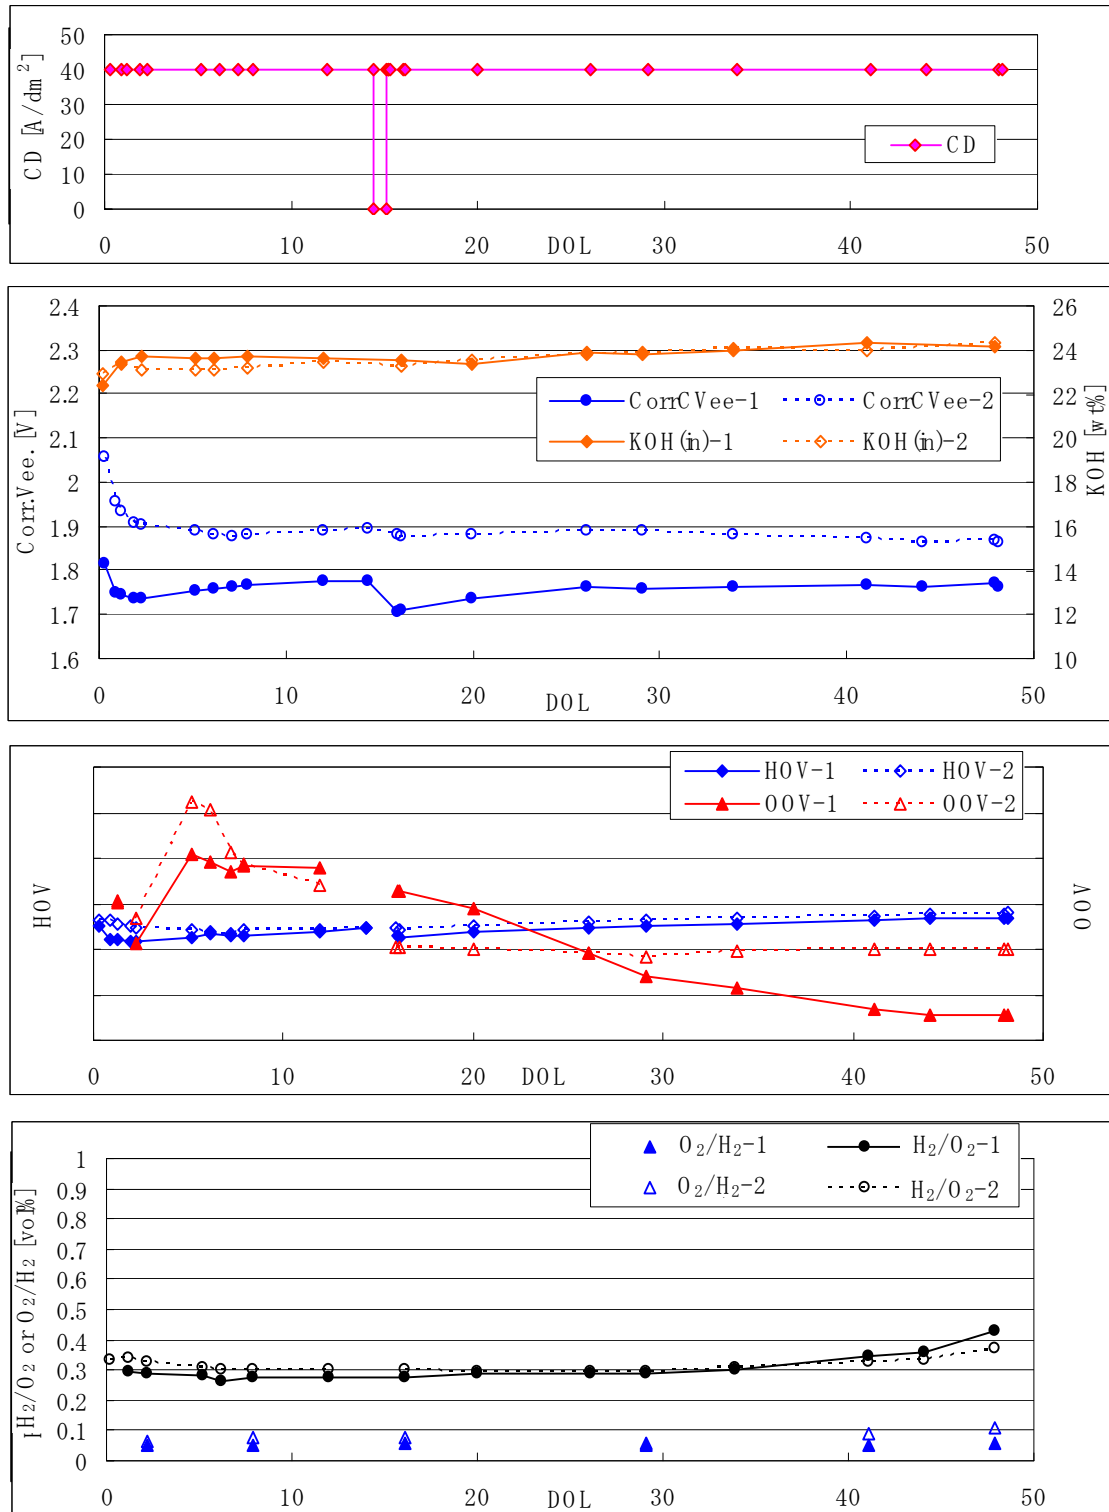 50
40
30
20
10
0
CD [A/dm²]
CD
0 10 20 DOL 30 40 50
2.4
2.3
2.2
2.1
2
1.9
1.8
1.7
1.6
Corr.Vee. [V]
26
24
22
20
18
16
14
12
10
KOH [wt%]
CorrCVee-1 CorrCVee-2
KOH(in)-1 KOH(in)-2
0 10 20 DOL 30 40 50
HOV
OOV
HOV-1 HOV-2
OOV-1 OOV-2
0 10 20 DOL 30 40 50
O₂/H₂-1 H₂/O₂-1
O₂/H₂-2 H₂/O₂-2
1
0.9
0.8
0.7
0.6
0.5
0.4
0.3
0.2
0.1
0
H₂/O₂ or O₂/H₂ [vol%]
0 10 20 DOL 30 40 50